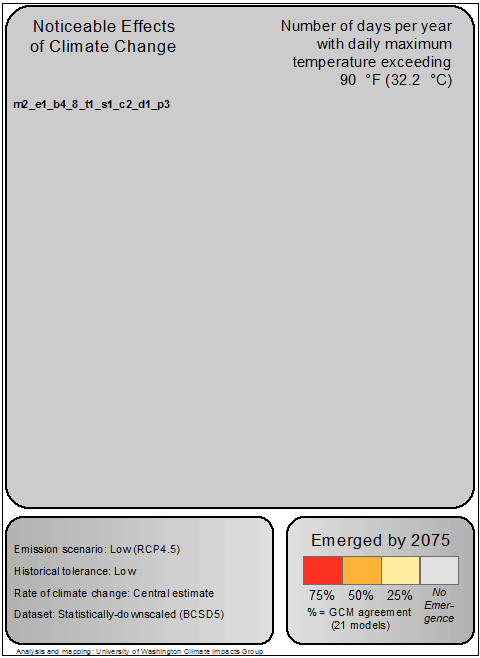 Noticeable Effects
of Climate Change
Number of days per year
with daily maximum
temperature exceeding
90 °F (32.2 °C)
m2_e1_b4_8_t1_s1_c2_d1_p3
Emission scenario: Low (RCP4.5)
Historical tolerance: Low
Rate of climate change: Central estimate
Dataset: Statistically-downscaled (BCSD5)
Emerged by 2075
75% 50% 25% No
Emer-
gence
% = GCM agreement
(21 models)
Analysis and mapping: University of Washington Climate Impacts Group